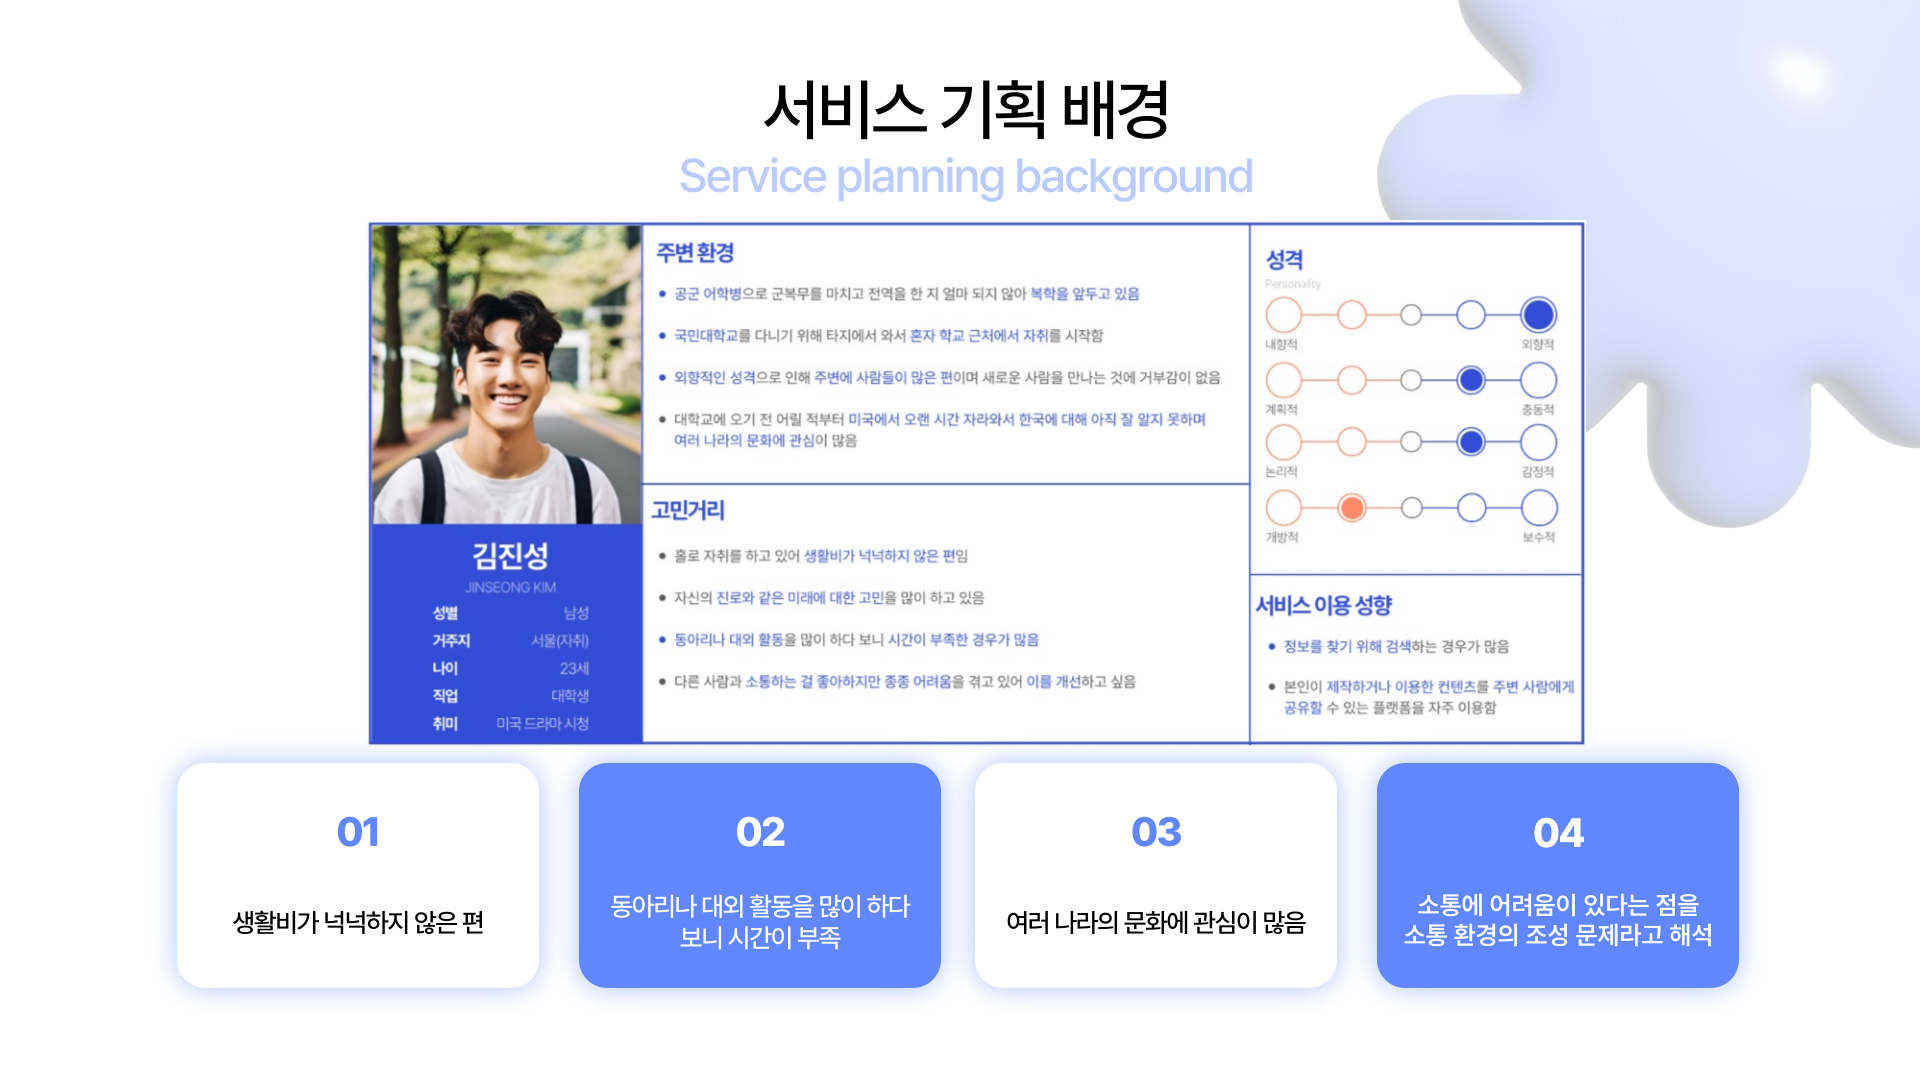 서비스 기획 배경
Service planning background
김진성
JINSEONG KIM
성별 남성
거주지 서울(자취)
나이 23세
직업 대학생
취미 미국 드라마 시청
주변 환경
공군 어학병으로 군복무를 마치고 전역을 한 지 얼마 되지 않아 복학을 앞두고 있음
국민대학교를 다니기 위해 타지에서 와서 혼자 학교 근처에서 자취를 시작함
외향적인 성격으로 인해 주변에 사람들이 많은 편이며 새로운 사람을 만나는 것에 거부감이 없음
대학교에 오기 전 어릴 적부터 미국에서 오랜 시간 자라와서 한국에 대해 아직 잘 알지 못하며
여러 나라의 문화에 관심이 많음
고민거리
홀로 자취를 하고 있어 생활비가 넉넉하지 않은 편임
자신의 진로와 같은 미래에 대한 고민을 많이 하고 있음
동아리나 대외 활동을 많이 하다 보니 시간이 부족한 경우가 많음
다른 사람과 소통하는 걸 좋아하지만 종종 어려움을 겪고 있어 이를 개선하고 싶음
성격
Personality
내향적 외향적
계획적 충동적
논리적 감정적
개방적 보수적
서비스 이용 성향
정보를 찾기 위해 검색하는 경우가 많음
본인이 제작하거나 이용한 컨텐츠를 주변 사람에게
공유할 수 있는 플랫폼을 자주 이용함
01
생활비가 넉넉하지 않은 편
02
동아리나 대외 활동을 많이 하다
보니 시간이 부족
03
여러 나라의 문화에 관심이 많음
04
소통에 어려움이 있다는 점을
소통 환경의 조성 문제라고 해석